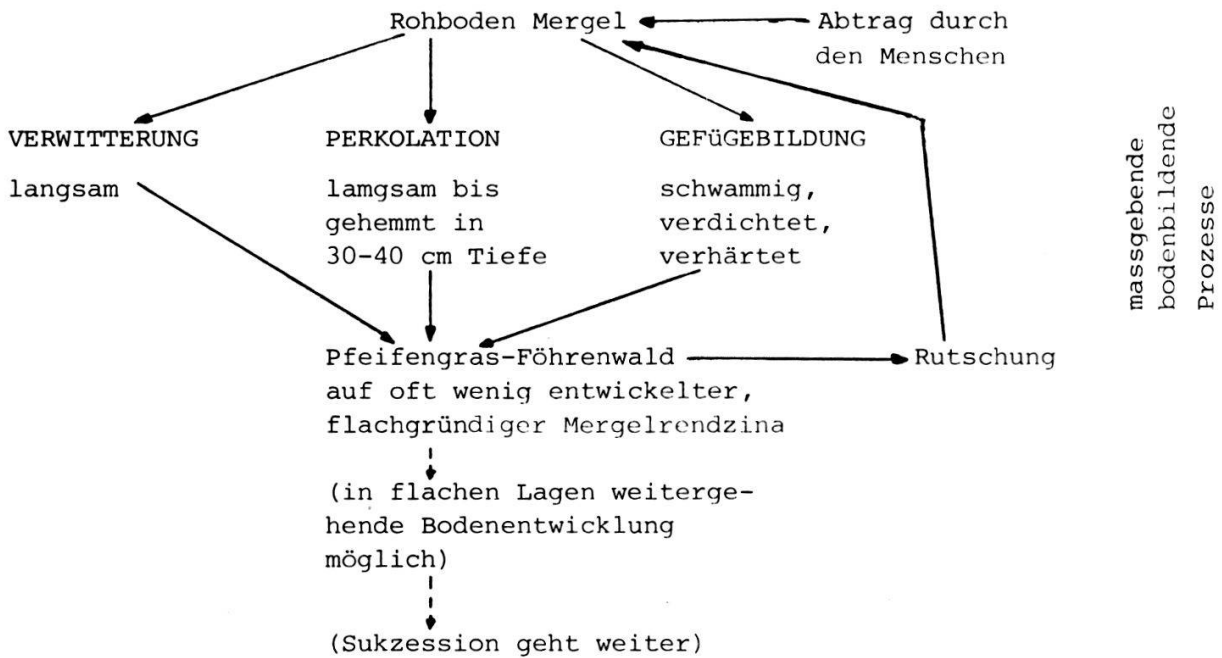 Rohboden Mergel
Abtrag durch
den Menschen
VERWITTERUNG
langsam
PERKOLATION
lamgsam bis
gehemmt in
30-40 cm Tiefe
GEFüGEBILDUNG
schwammig,
verdichtet,
verhärtet
massgebende
bodenbildende
Prozesse
Pfeifengras-Föhrenwald
auf oft wenig entwickelter,
flachgründiger Mergelrendzina
Rutschung
(in flachen Lagen weiterge-
hende Bodenentwicklung
möglich)
(Sukzession geht weiter)